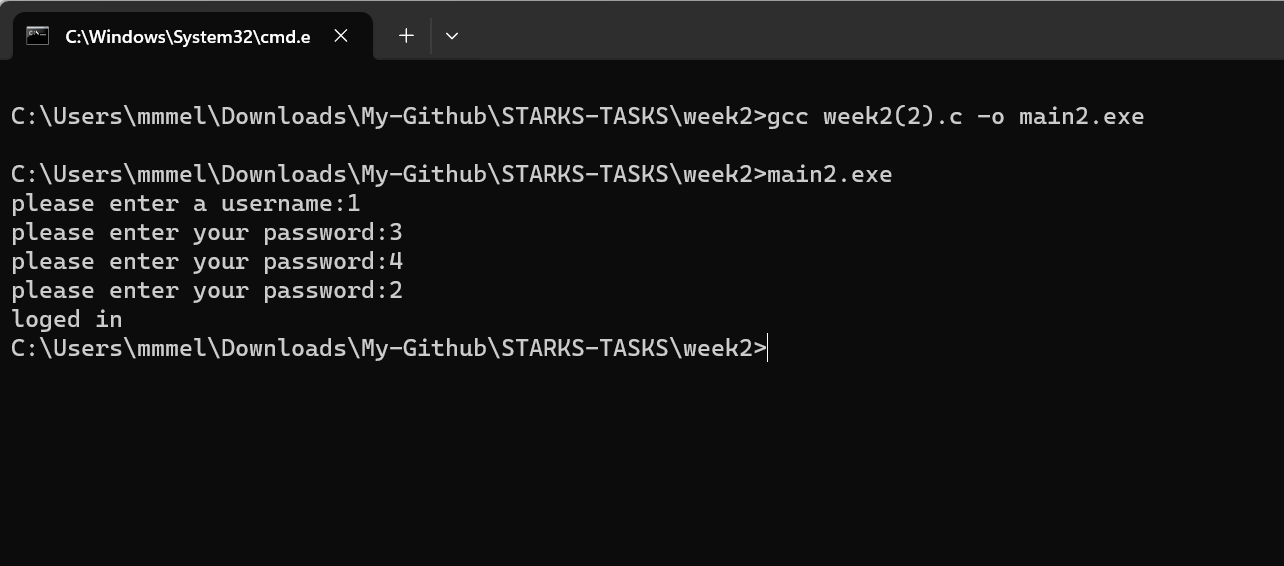 C:\Windows\System32\cmd.e
C:\Users\mmmel\Downloads\My-Github\STARKS-TASKS\week2>gcc week2(2).c -o main2.exe
C:\Users\mmmel\Downloads\My-Github\STARKS-TASKS\week2>main2.exe
please enter a username:1
please enter your password:3
please enter your password:4
please enter your password:2
loged in
C:\Users\mmmel\Downloads\My-Github\STARKS-TASKS\week2>